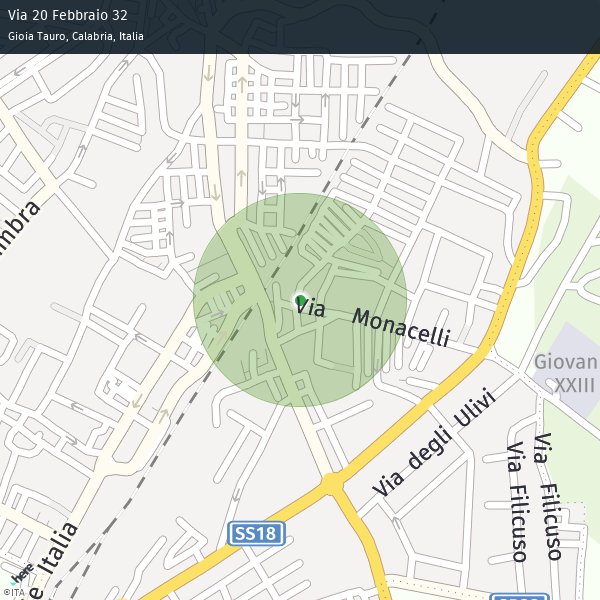 Via 20 Febbraio 32
Gioia Tauro, Calabria, Italia
mbra
Via Monacelli
Giovan
XXIII
Via degli Ulivi
Via Filicuso
Via Filicuso
SS18
e Italia
here
©ITA